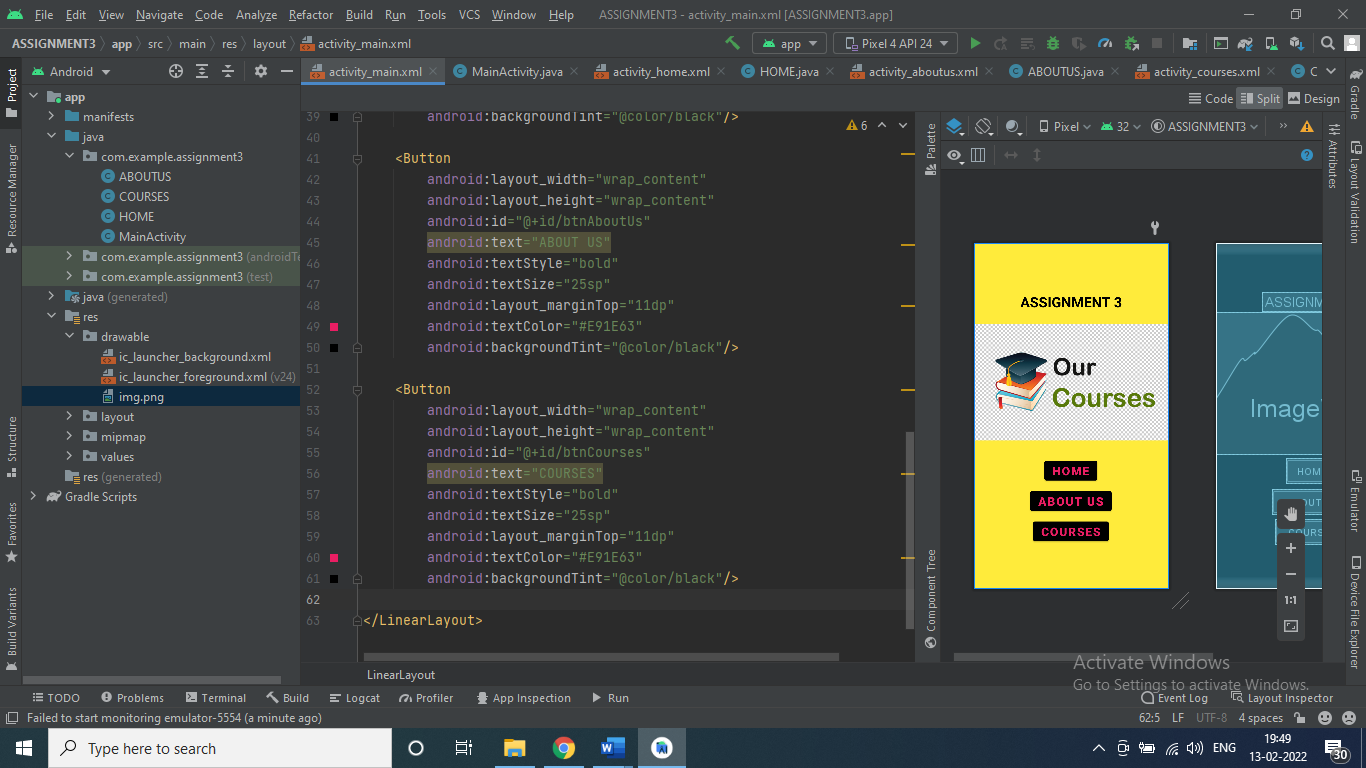 File Edit View Navigate Code Analyze Refactor Build Run Tools VCS Window Help ASSIGNMENT3 - activity_main.xml [ASSIGNMENT3.app]
ASSIGNMENT3 app src main res layout activity_main.xml app Pixel 4 API 24
Project
Android
activity_main.xml MainActivity.java activity_home.xml HOME.java activity_aboutus.xml ABOUTUS.java activity_courses.xml C
Gradle
Code Split Design
app
manifests
java
com.example.assignment3
ABOUTUS
COURSES
HOME
MainActivity
com.example.assignment3 (androidTe
com.example.assignment3 (test)
java (generated)
res
drawable
ic_launcher_background.xml
ic_launcher_foreground.xml (v24)
img.png
layout
mipmap
values
res (generated)
Gradle Scripts
Resource Manager
Structure
Favorites
Build Variants
39 android:backgroundTint="@color/black"/>
40
41 <Button
42 android:layout_width="wrap_content"
43 android:layout_height="wrap_content"
44 android:id="@+id/btnAboutUs"
45 android:text="ABOUT US"
46 android:textStyle="bold"
47 android:textSize="25sp"
48 android:layout_marginTop="11dp"
49 android:textColor="#E91E63"
50 android:backgroundTint="@color/black"/>
51
52 <Button
53 android:layout_width="wrap_content"
54 android:layout_height="wrap_content"
55 android:id="@+id/btnCourses"
56 android:text="COURSES"
57 android:textStyle="bold"
58 android:textSize="25sp"
59 android:layout_marginTop="11dp"
60 android:textColor="#E91E63"
61 android:backgroundTint="@color/black"/>
62
63 </LinearLayout>
6
LinearLayout
Palette
Component Tree
Pixel 32 ASSIGNMENT3 »
?
ASSIGNMENT 3
Our
Courses
HOME
ABOUT US
COURSES
ASSIGNM
Image
HOM
OUT
COURS
1:1
Attributes
Layout Validation
Emulator
Device File Explorer
Activate Windows
Go to Settings to activate Windows.
TODO Problems Terminal Build Logcat Profiler App Inspection Run Event Log Layout Inspector
Failed to start monitoring emulator-5554 (a minute ago) 62:5 LF UTF-8 4 spaces
Type here to search
W
ENG
19:49
13-02-2022
30